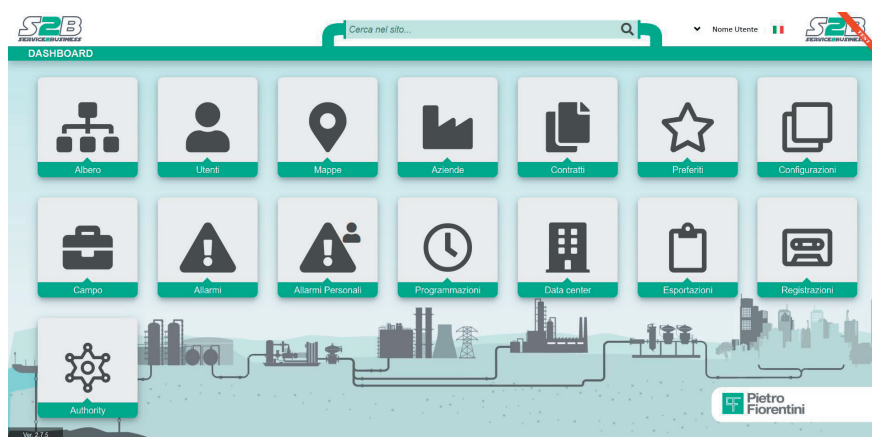 S2B
SERVICE2BUSINESS
Cerca nel sito...
Nome Utente
S2B
SERVICE2BUSINESS
DASHBOARD
Albero
Utenti
Mappe
Aziende
Contratti
Preferiti
Configurazioni
Campo
Allarmi
Allarmi Personali
Programmazioni
Data center
Esportazioni
Registrazioni
Authority
Pietro
Fiorentini
Ver. 2.7.5